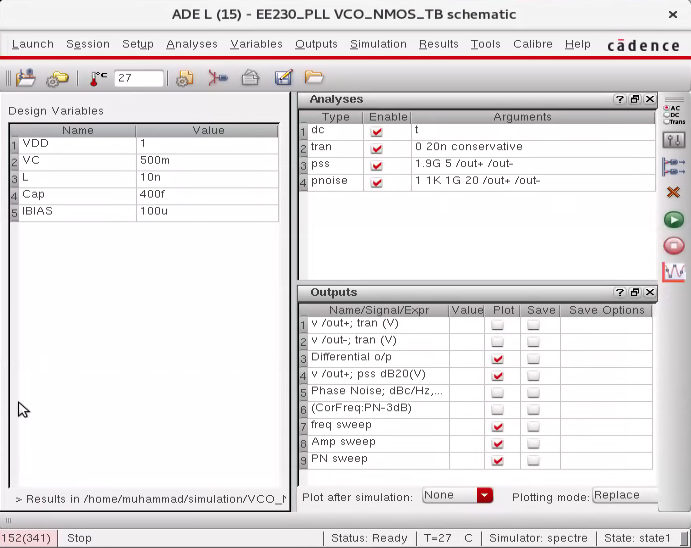 ADE L (15) - EE230_PLL VCO_NMOS_TB schematic ×
Launch Session Setup Analyses Variables Outputs Simulation Results Tools Calibre Help cādence
°C 27
Design Variables
Name Value
1 VDD 1
2 VC 500m
3 L 10n
4 Cap 400f
5 IBIAS 100u
> Results in /home/muhammad/simulation/VCO_N
Analyses ? ×
Type Enable Arguments
1 dc t
2 tran 0 20n conservative
3 pss 1.9G 5 /out+ /out-
4 pnoise 1 1K 1G 20 /out+ /out-
AC
DC
Trans
Outputs ? ×
Name/Signal/Expr Value Plot Save Save Options
1 v /out+; tran (V)
2 v /out-; tran (V)
3 Differential o/p
4 v /out+; pss dB20(V)
5 Phase Noise; dBc/Hz,...
6 (CorFreq:PN-3dB)
7 freq sweep
8 Amp sweep
9 PN sweep
Plot after simulation: None Plotting mode: Replace
152(341) Stop Status: Ready T=27 C Simulator: spectre State: state1